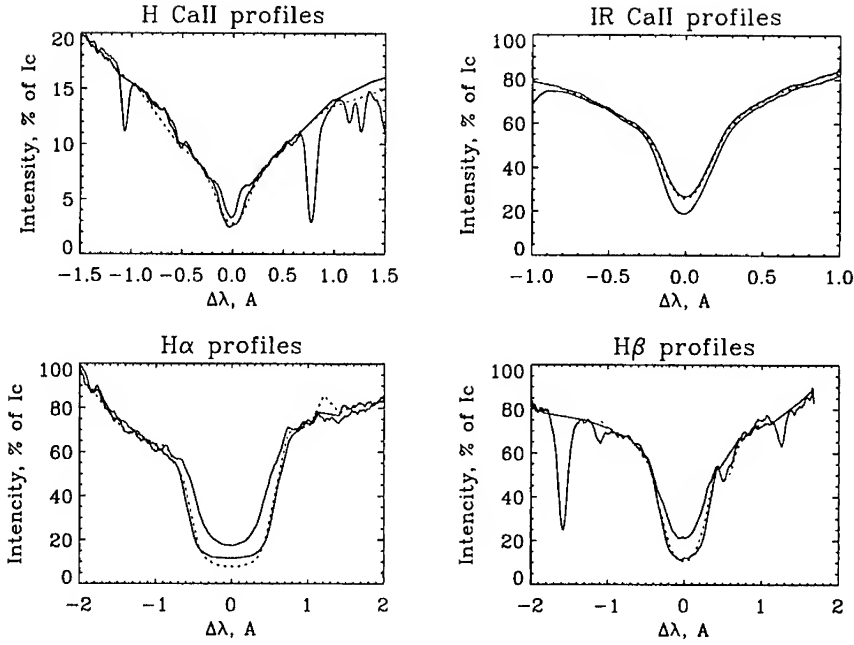 H CaII profiles
20
15
10
5
0
Intensity, % of Ic
−1.5 −1.0 −0.5 0.0 0.5 1.0 1.5
Δλ, A
IR CaII profiles
100
80
60
40
20
0
Intensity, % of Ic
−1.0 −0.5 0.0 0.5 1.0
Δλ, A
Hα profiles
100
80
60
40
20
0
Intencity, % of Ic
−2 −1 0 1 2
Δλ, A
Hβ profiles
100
80
60
40
20
0
Intencity, % of Ic
−2 −1 0 1 2
Δλ, A